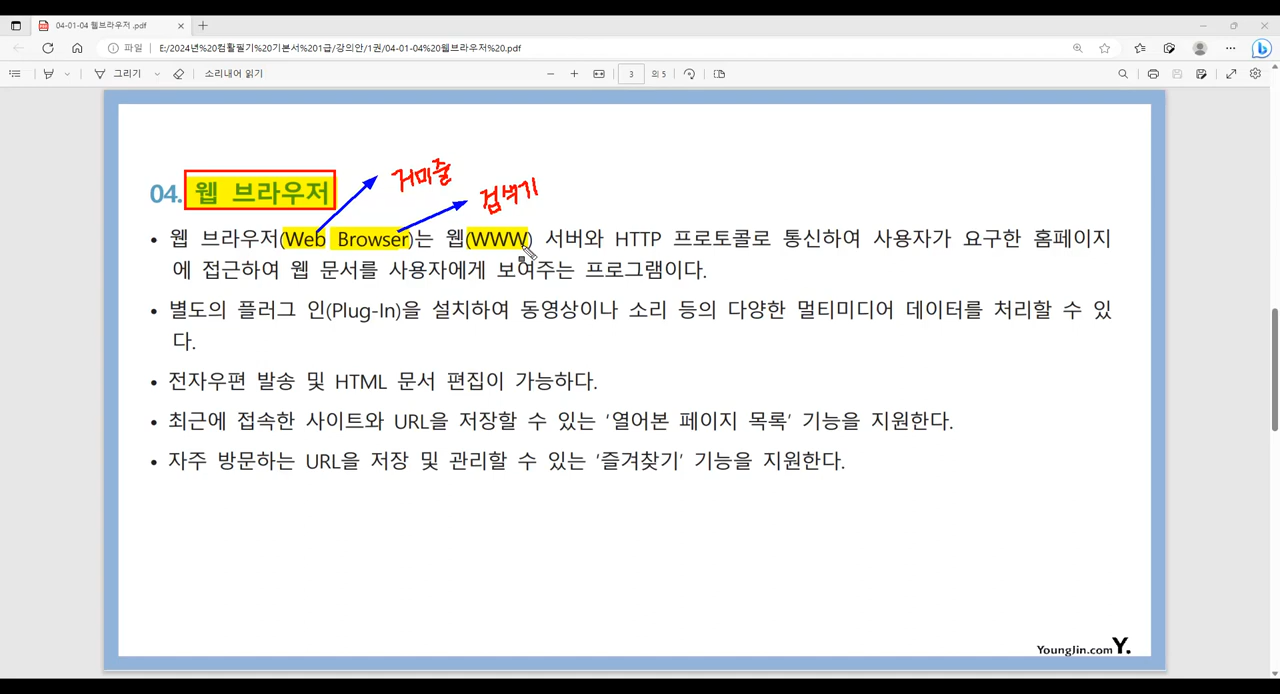 04-01-04 웹브라우저 .pdf
파일
E:/2024년%20컴활필기%20기본서%201급/강의안/1권/04-01-04%20웹브라우저%20.pdf
그리기
소리내어 읽기
3 의 5
거미줄
검색기
04. 웹 브라우저
• 웹 브라우저(Web Browser)는 웹(WWW) 서버와 HTTP 프로토콜로 통신하여 사용자가 요구한 홈페이지
에 접근하여 웹 문서를 사용자에게 보여주는 프로그램이다.
• 별도의 플러그 인(Plug-In)을 설치하여 동영상이나 소리 등의 다양한 멀티미디어 데이터를 처리할 수 있
다.
• 전자우편 발송 및 HTML 문서 편집이 가능하다.
• 최근에 접속한 사이트와 URL을 저장할 수 있는 ‘열어본 페이지 목록’ 기능을 지원한다.
• 자주 방문하는 URL을 저장 및 관리할 수 있는 ‘즐겨찾기’ 기능을 지원한다.
YoungJin.com Y.